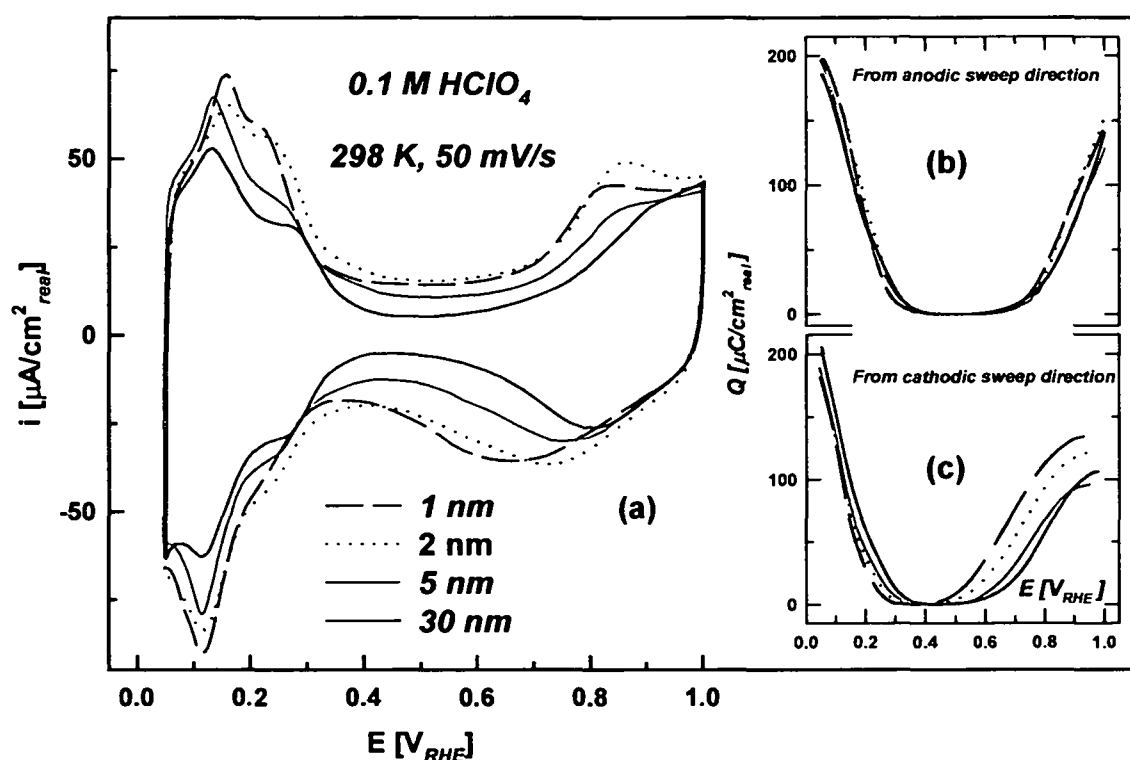 0.1 M HClO4
298 K, 50 mV/s
(a)
1 nm
2 nm
5 nm
30 nm
i [µA/cm2real]
50
0
-50
0.0 0.2 0.4 0.6 0.8 1.0
E [VRHE]
From anodic sweep direction
(b)
200
100
0
Q [µC/cm2real]
From cathodic sweep direction
(c)
200
100
0
E [VRHE]
0.0 0.2 0.4 0.6 0.8 1.0